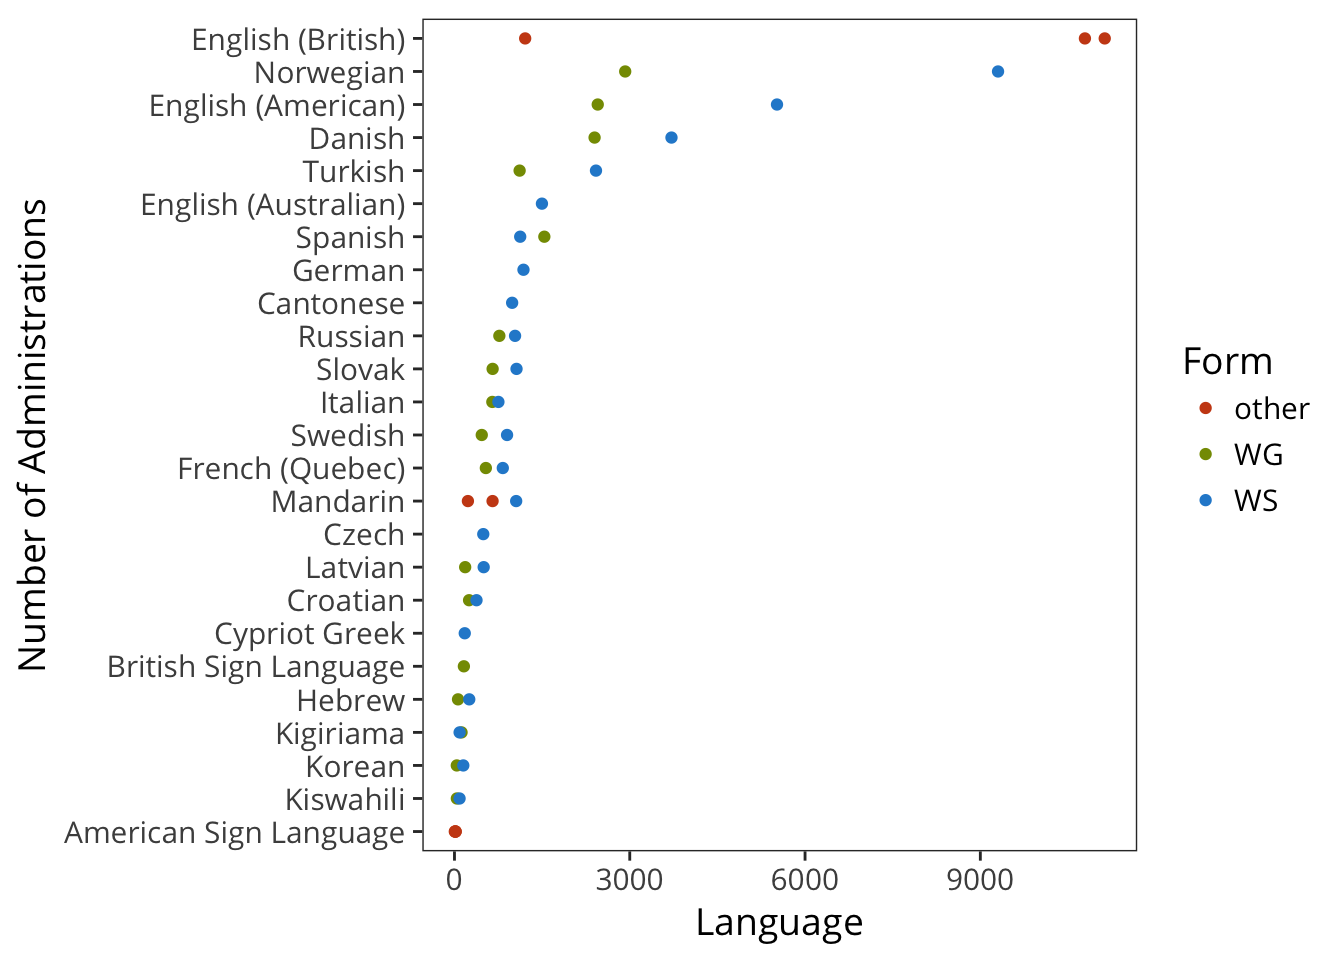 English (British)
Norwegian
English (American)
Danish
Turkish
English (Australian)
Spanish
German
Cantonese
Russian
Slovak
Italian
Swedish
French (Quebec)
Mandarin
Czech
Latvian
Croatian
Cypriot Greek
British Sign Language
Hebrew
Kigiriama
Korean
Kiswahili
American Sign Language
Number of Administrations
0 3000 6000 9000
Language
Form
other
WG
WS